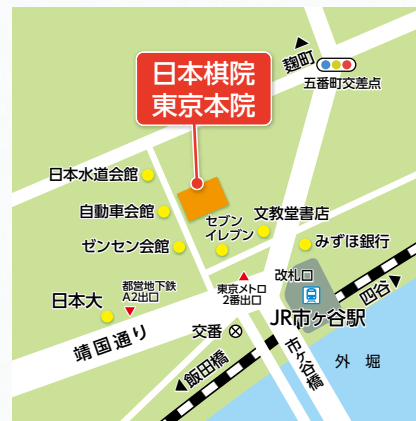 麹町
五番町交差点
日本棋院
東京本院
日本水道会館
自動車会館
ゼンセン会館
セブン
イレブン
文教堂書店
みずほ銀行
改札口
都営地下鉄
A2出口
東京メトロ
2番出口
日本大
靖国通り
交番
JR市ヶ谷駅
四谷
飯田橋
市ヶ谷橋
外堀